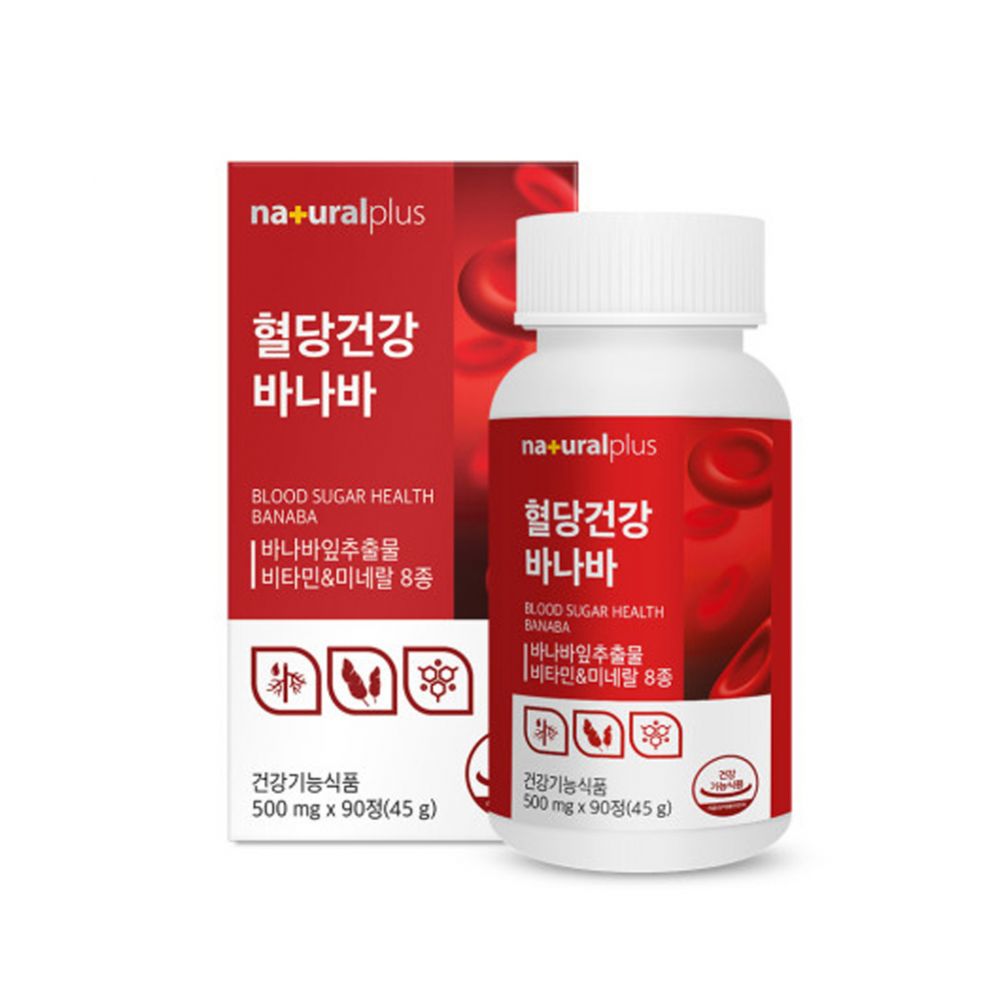 naturalplus
혈당건강
바나바
BLOOD SUGAR HEALTH
BANABA
바나바잎추출물
비타민&미네랄 8종
건강기능식품
500 mg x 90정(45 g)
naturalplus
혈당건강
바나바
BLOOD SUGAR HEALTH
BANABA
바나바잎추출물
비타민&미네랄 8종
건강기능식품
500 mg x 90정(45 g)
건강
기능식품